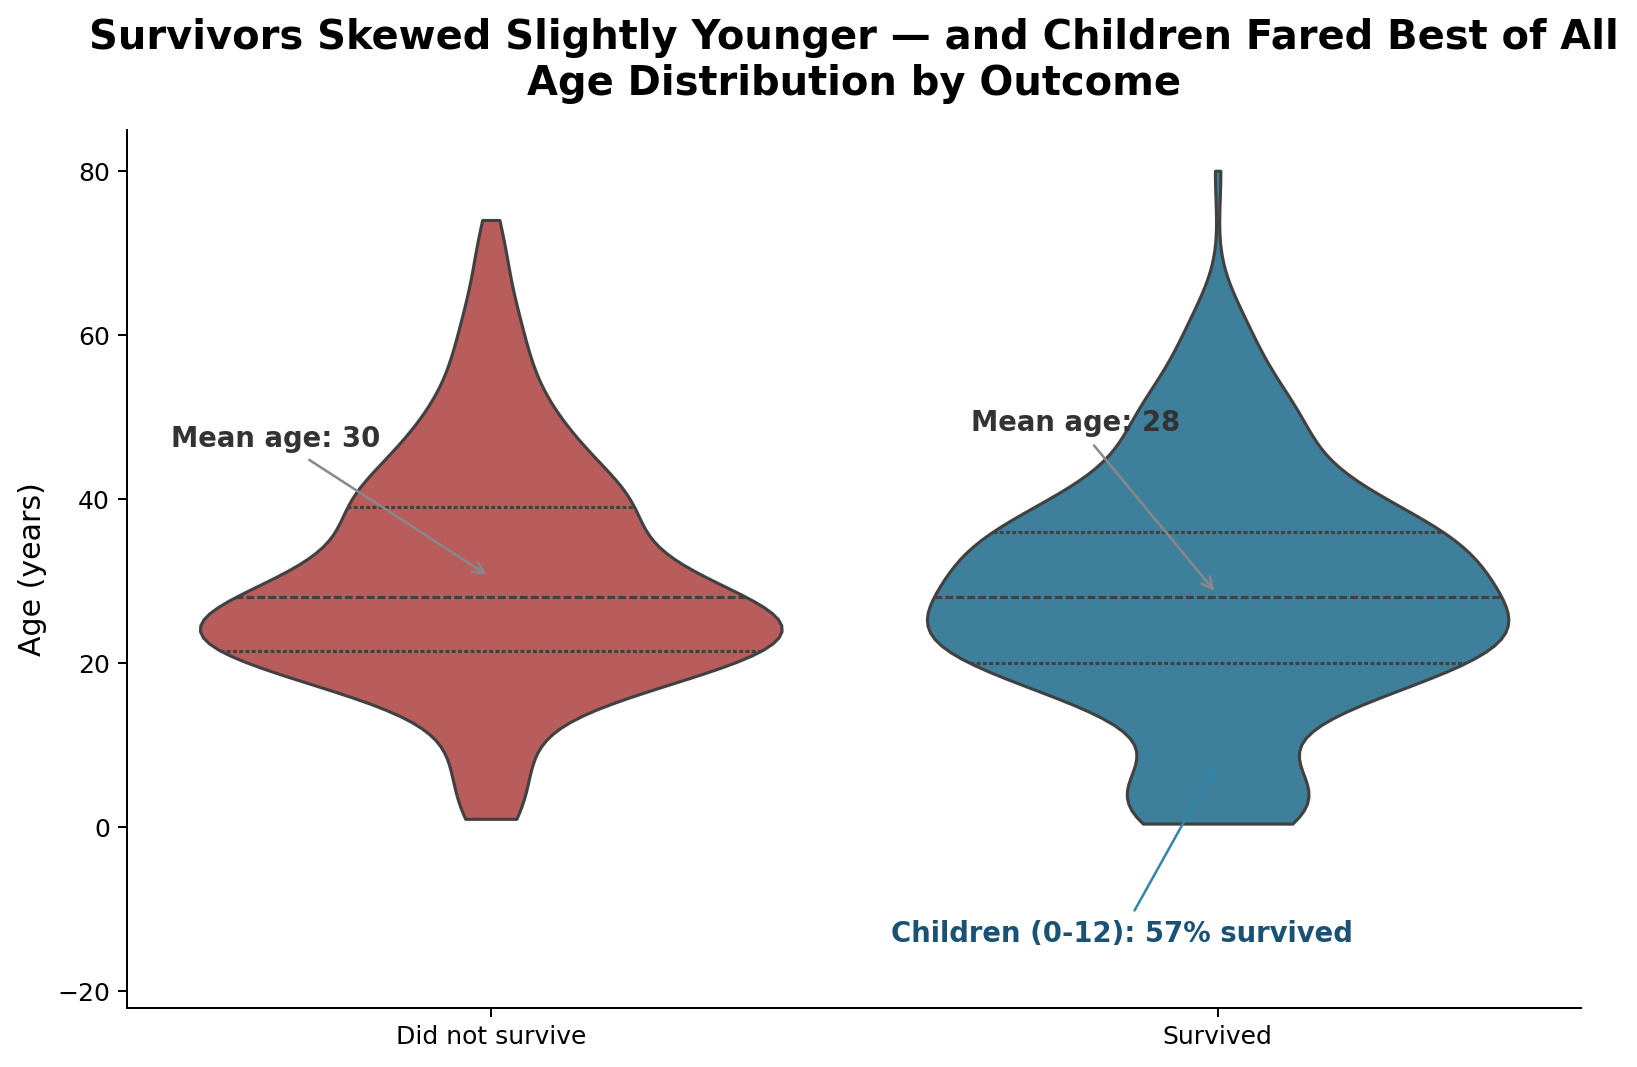 Survivors Skewed Slightly Younger — and Children Fared Best of All
Age Distribution by Outcome
Age (years)
80
60
40
20
0
−20
Mean age: 30
Mean age: 28
Children (0-12): 57% survived
Did not survive
Survived